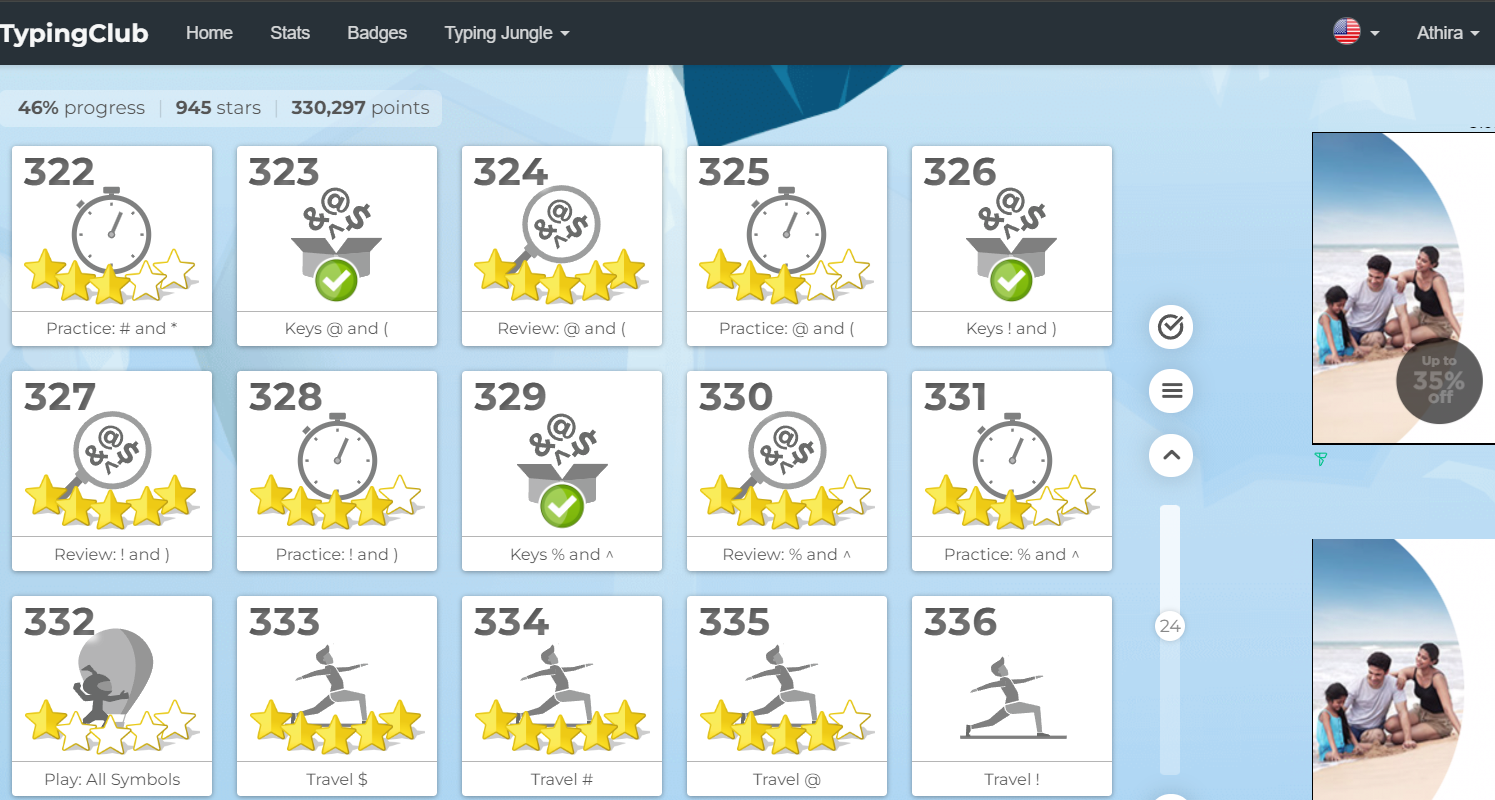 TypingClub Home Stats Badges Typing Jungle Athira
46% progress | 945 stars | 330,297 points
322 323 324 325 326
Practice: # and * Keys @ and ( Review: @ and ( Practice: @ and ( Keys ! and )
327 328 329 330 331
Review: ! and ) Practice: ! and ) Keys % and ^ Review: % and ^ Practice: % and ^
332 333 334 335 336
Play: All Symbols Travel $ Travel # Travel @ Travel !
24
Up to
35%
off